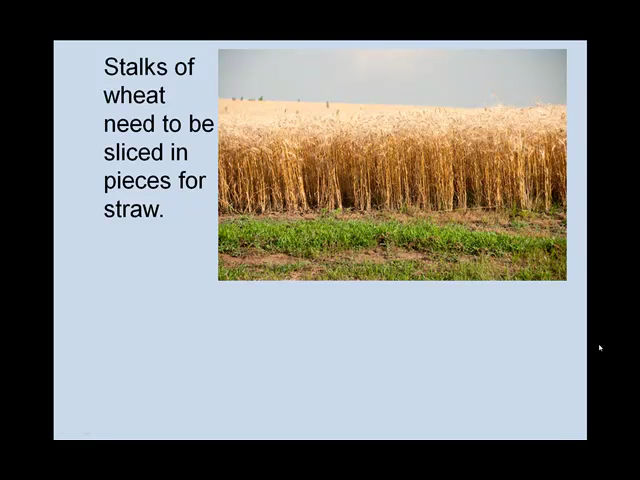 Stalks of
wheat
need to be
sliced in
pieces for
straw.